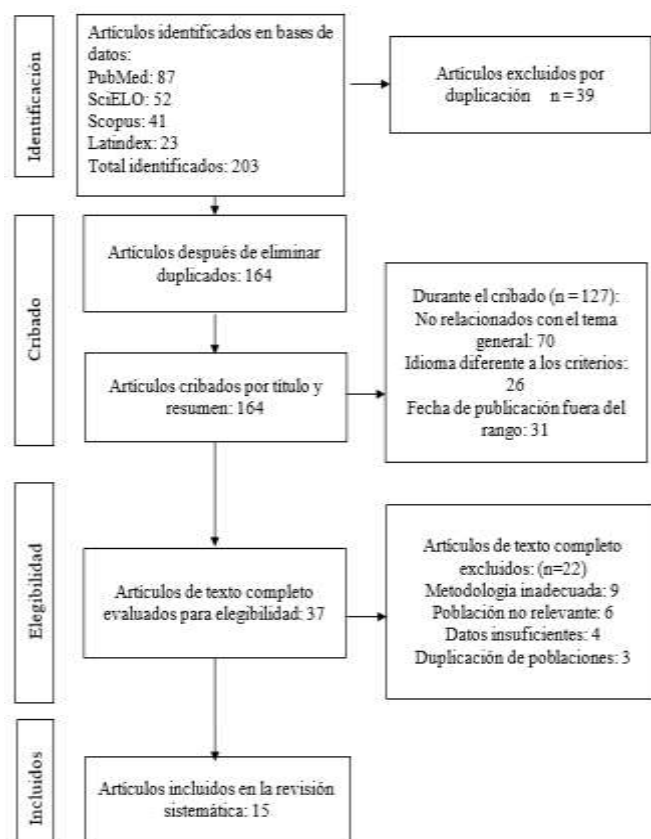 Identificación
Artículos identificados en bases de
datos:
PubMed: 87
SciELO: 52
Scopus: 41
Latindex: 23
Total identificados: 203
Artículos excluidos por
duplicación n = 39
Cribado
Artículos después de eliminar
duplicados: 164
Artículos cribados por título y
resumen: 164
Durante el cribado (n = 127):
No relacionados con el tema
general: 70
Idioma diferente a los criterios:
26
Fecha de publicación fuera del
rango: 31
Elegibilidad
Artículos de texto completo
evaluados para elegibilidad: 37
Artículos de texto completo
excluidos: (n=22)
Metodología inadecuada: 9
Población no relevante: 6
Datos insuficientes: 4
Duplicación de poblaciones: 3
Incluidos
Artículos incluidos en la revisión
sistemática: 15